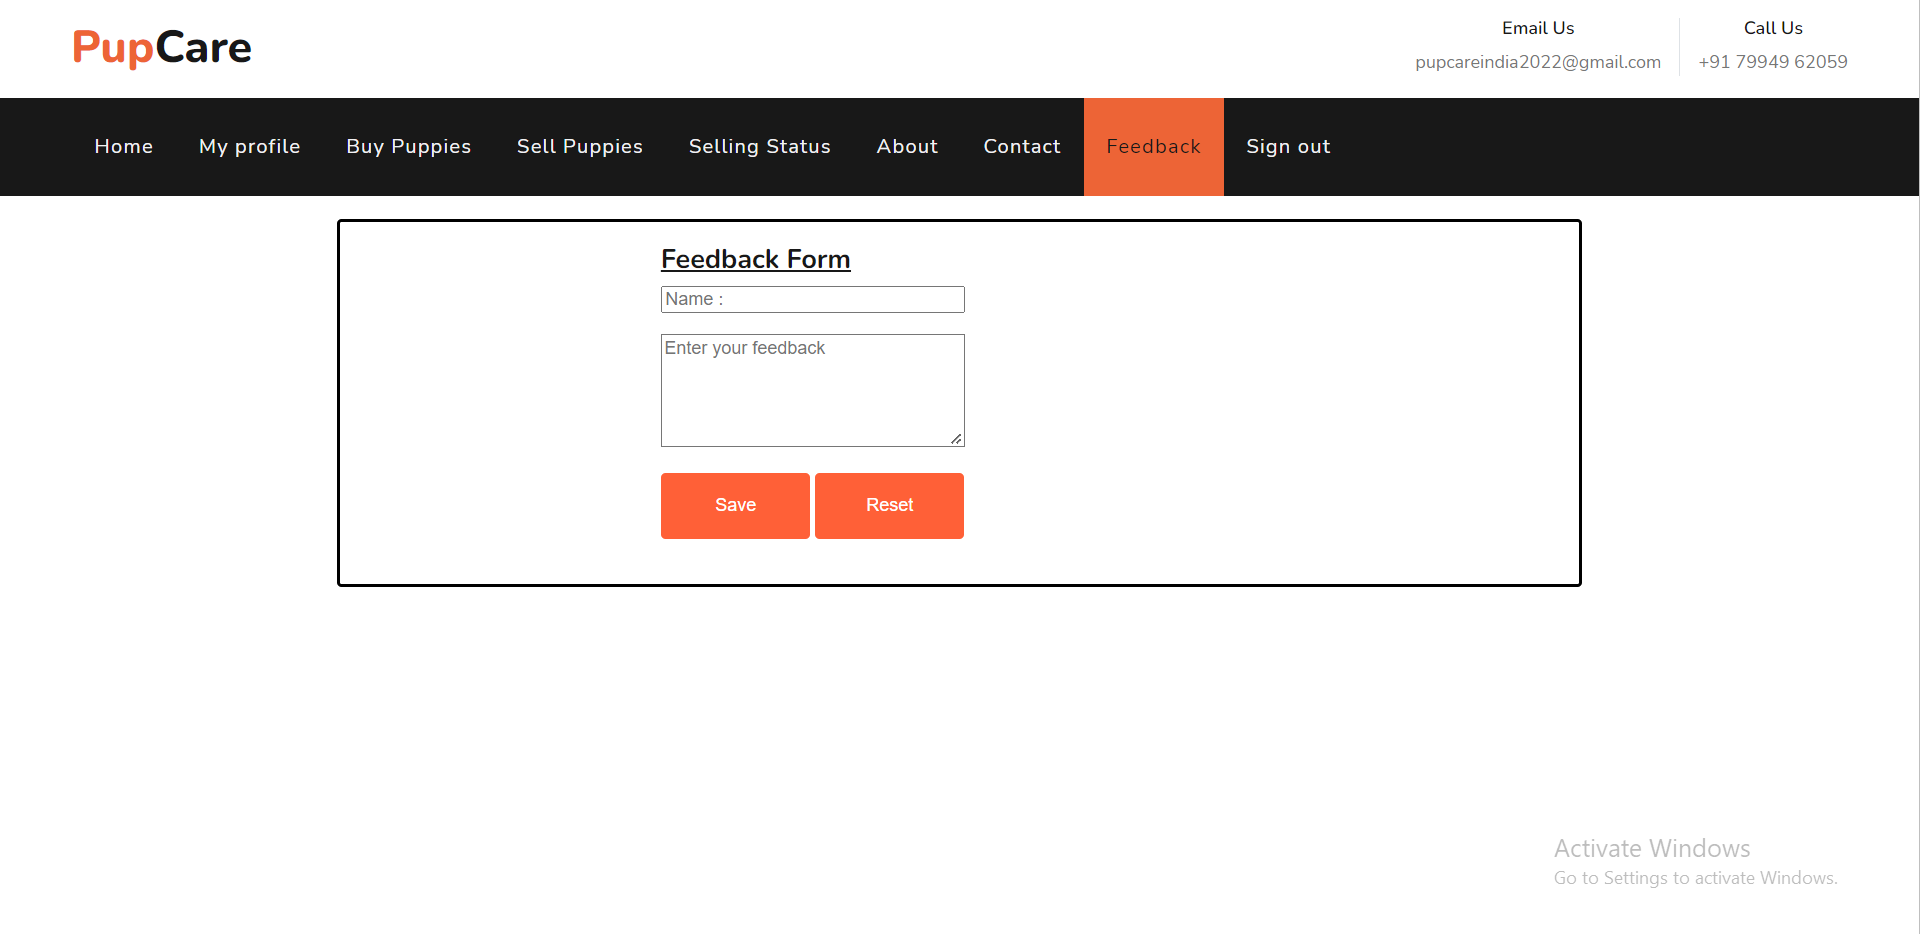 PupCare
Email Us
pupcareindia2022@gmail.com
Call Us
+91 79949 62059
Home My profile Buy Puppies Sell Puppies Selling Status About Contact Feedback Sign out
Feedback Form
Name :
Enter your feedback
Save Reset
Activate Windows
Go to Settings to activate Windows.